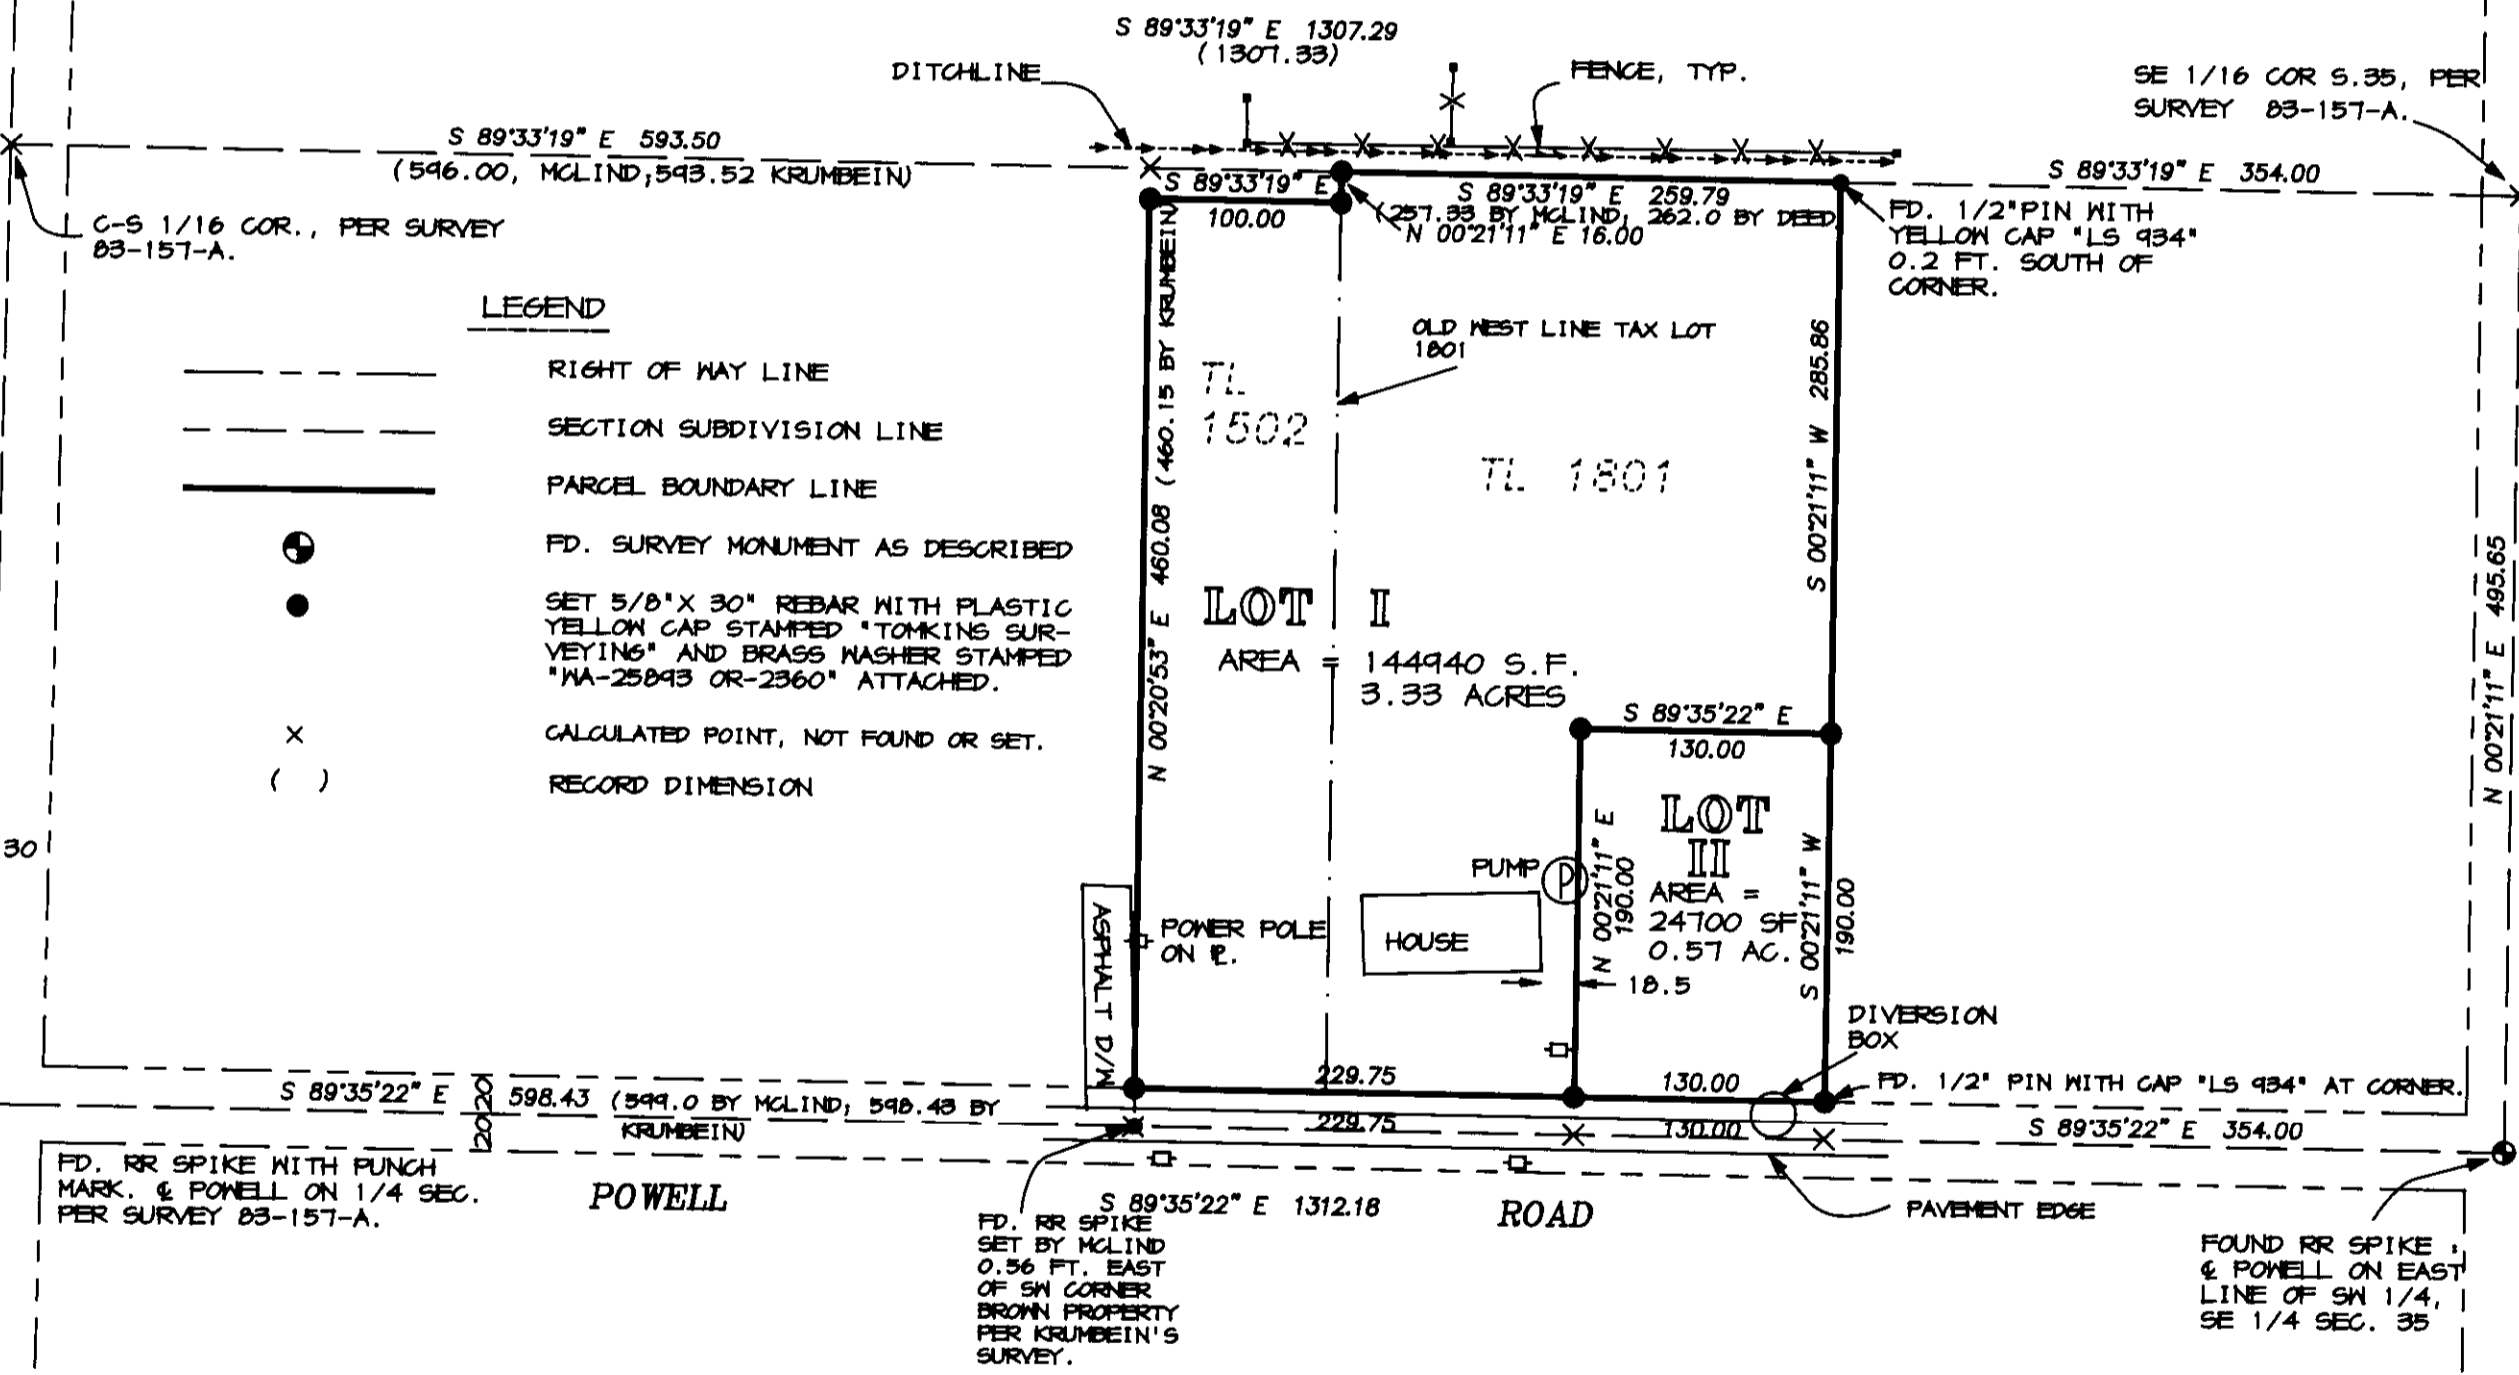 S 89°33'19" E 1307.29
(1307.33)
DITCHLINE
FENCE, TYP.
SE 1/16 COR S.35, PER
SURVEY 83-157-A.
S 89°33'19" E 593.50
(596.00, MCLIND;593.52 KRUMBEIN)
S 89°33'19" E
100.00
S 89°33'19" E 259.79
(257.33 BY MCLIND, 262.0 BY DEED
N 00°21'11" E 16.00
S 89°33'19" E 354.00
C-S 1/16 COR., PER SURVEY
83-157-A.
FD. 1/2" PIN WITH
YELLOW CAP "LS 934"
0.2 FT. SOUTH OF
CORNER.
LEGEND
RIGHT OF WAY LINE
SECTION SUBDIVISION LINE
PARCEL BOUNDARY LINE
FD. SURVEY MONUMENT AS DESCRIBED
SET 5/8"X 30" REBAR WITH PLASTIC
YELLOW CAP STAMPED "TOMKINS SUR-
VEYING" AND BRASS WASHER STAMPED
"WA-25893 OR-2360" ATTACHED.
X
CALCULATED POINT, NOT FOUND OR SET.
( )
RECORD DIMENSION
30
N 00°20'53" E 460.08 (460.15 BY KRUMBEIN)
OLD WEST LINE TAX LOT
1801
TL
1502
TL 1801
S 00°21'11" W 285.86
N 00°21'11" E 495.65
LOT I
AREA = 144940 S.F.
3.33 ACRES
S 89°35'22" E
130.00
LOT
II
AREA =
24700 SF
0.57 AC.
N 00°21'11" E
190.00
S 00°21'11" W
190.00
PUMP
P
HOUSE
18.5
POWER POLE
ON PL.
ASPHALT D/W
DIVERSION
BOX
FD. 1/2" PIN WITH CAP "LS 934" AT CORNER.
229.75
130.00
S 89°35'22" E 598.43 (599.0 BY MCLIND; 598.43 BY
KRUMBEIN)
20
20
229.75
130.00
S 89°35'22" E 354.00
FD. RR SPIKE WITH PUNCH
MARK. ℄ POWELL ON 1/4 SEC.
PER SURVEY 83-157-A.
POWELL
S 89°35'22" E 1312.18
ROAD
PAVEMENT EDGE
FD. RR SPIKE
SET BY MCLIND
0.56 FT. EAST
OF SW CORNER
BROWN PROPERTY
PER KRUMBEIN'S
SURVEY.
FOUND RR SPIKE :
℄ POWELL ON EAST
LINE OF SW 1/4,
SE 1/4 SEC. 35